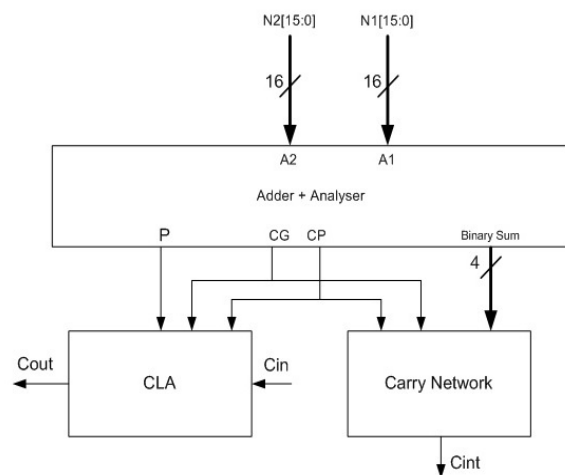 N2[15:0] N1[15:0]
16 16
A2 A1
Adder + Analyser
P CG CP Binary Sum
4
Cout CLA Cin Carry Network
Cint